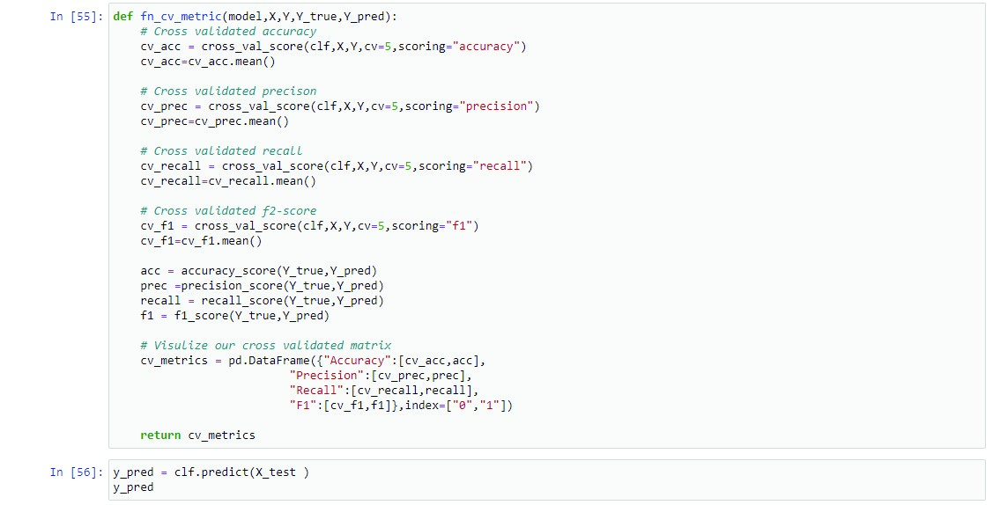 In [55]: def fn_cv_metric(model,X,Y,Y_true,Y_pred):
    # Cross validated accuracy
    cv_acc = cross_val_score(clf,X,Y,cv=5,scoring="accuracy")
    cv_acc=cv_acc.mean()

    # Cross validated precison
    cv_prec = cross_val_score(clf,X,Y,cv=5,scoring="precision")
    cv_prec=cv_prec.mean()

    # Cross validated recall
    cv_recall = cross_val_score(clf,X,Y,cv=5,scoring="recall")
    cv_recall=cv_recall.mean()

    # Cross validated f2-score
    cv_f1 = cross_val_score(clf,X,Y,cv=5,scoring="f1")
    cv_f1=cv_f1.mean()

    acc = accuracy_score(Y_true,Y_pred)
    prec =precision_score(Y_true,Y_pred)
    recall = recall_score(Y_true,Y_pred)
    f1 = f1_score(Y_true,Y_pred)

    # Visulize our cross validated matrix
    cv_metrics = pd.DataFrame({"Accuracy":[cv_acc,acc],
                          "Precision":[cv_prec,prec],
                          "Recall":[cv_recall,recall],
                          "F1":[cv_f1,f1]},index=["0","1"])

    return cv_metrics

In [56]: y_pred = clf.predict(X_test )
y_pred